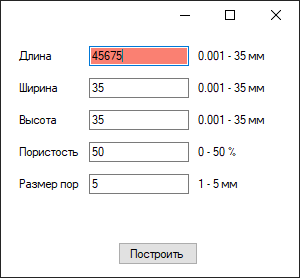 Длина 45675 0.001 - 35 мм
Ширина 35 0.001 - 35 мм
Высота 35 0.001 - 35 мм
Пористость 50 0 - 50 %
Размер пор 5 1 - 5 мм
Построить